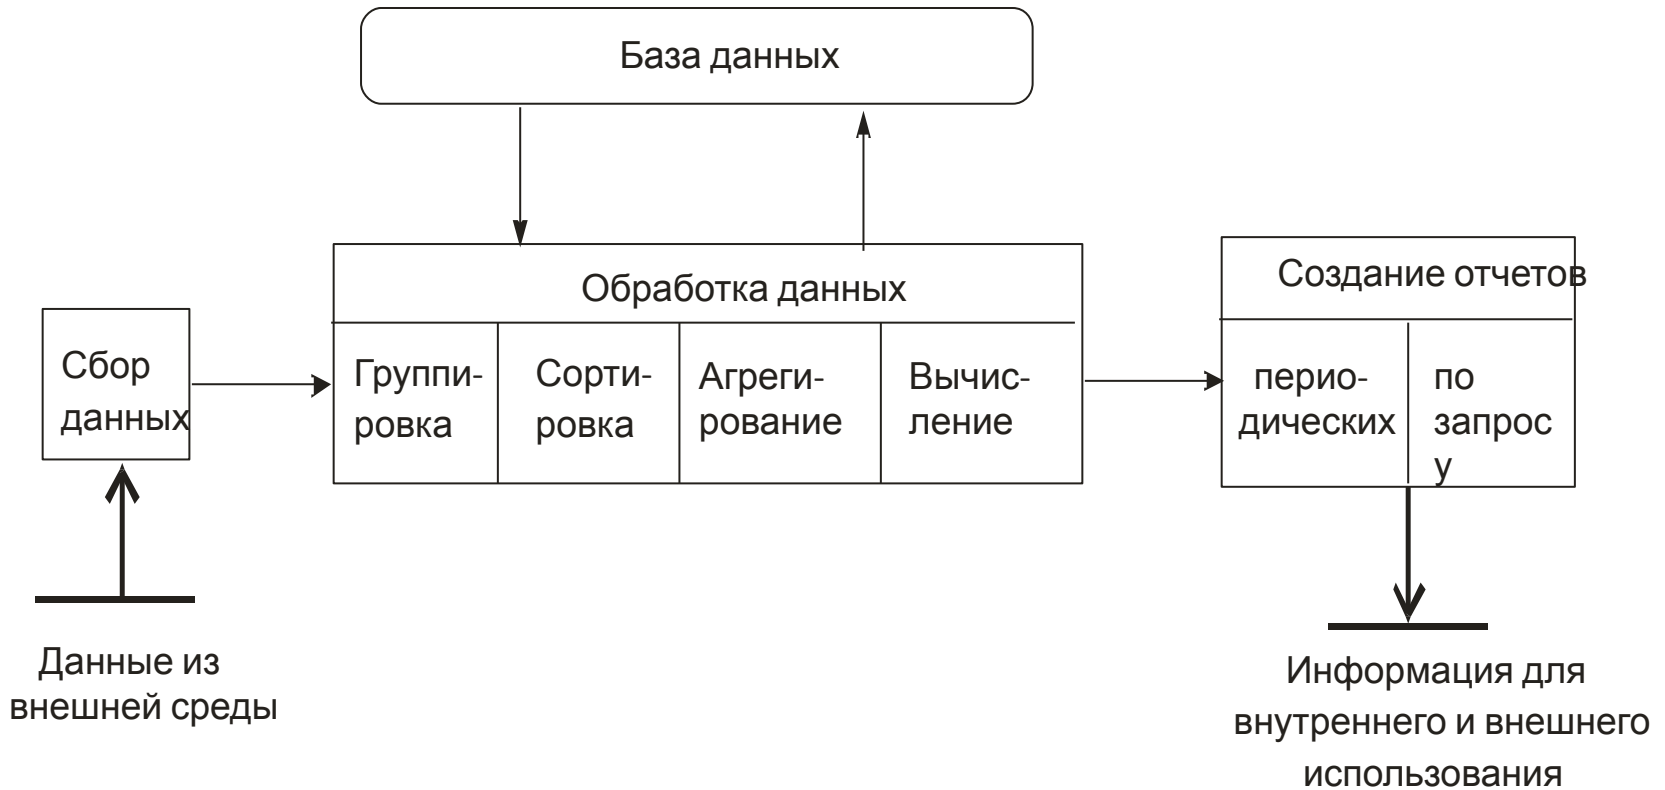 База данных
Обработка данных
Создание отчетов
Сбор
данных
Группи-
ровка
Сорти-
ровка
Агреги-
рование
Вычис-
ление
перио-
дических
по
запрос
у
Данные из
внешней среды
Информация для
внутреннего и внешнего
использования